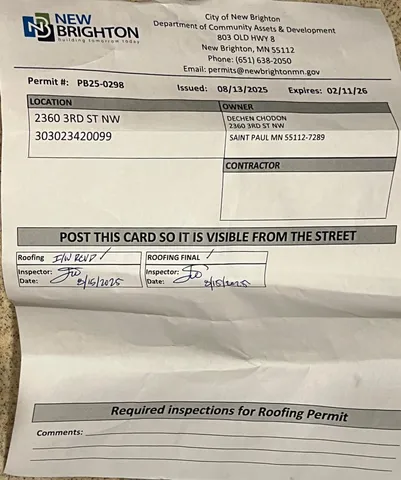 NEW BRIGHTON
building tomorrow today
City of New Brighton
Department of Community Assets & Development
803 OLD HWY 8
New Brighton, MN 55112
Phone: (651) 638-2050
Email: permits@newbrightonmn.gov
Permit #: PB25-0298 Issued: 08/13/2025 Expires: 02/11/26
LOCATION
2360 3RD ST NW
303023420099
OWNER
DECHEN CHODON
2360 3RD ST NW
SAINT PAUL MN 55112-7289
CONTRACTOR
POST THIS CARD SO IT IS VISIBLE FROM THE STREET
Roofing I/W RCVD ✓
Inspector:
Date: 8/15/2025
ROOFING FINAL ✓
Inspector:
Date: 8/15/2025
Required inspections for Roofing Permit
Comments: